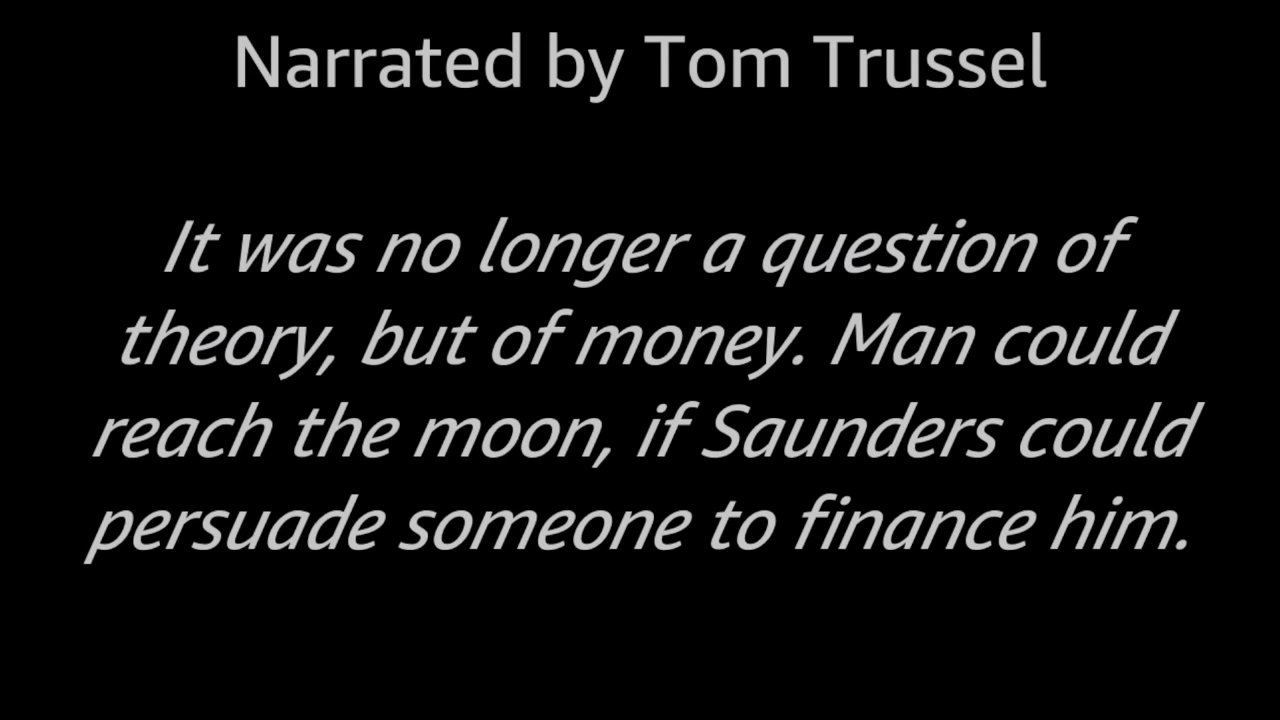 Narrated by Tom Trussel
It was no longer a question of
theory, but of money. Man could
reach the moon, if Saunders could
persuade someone to finance him.